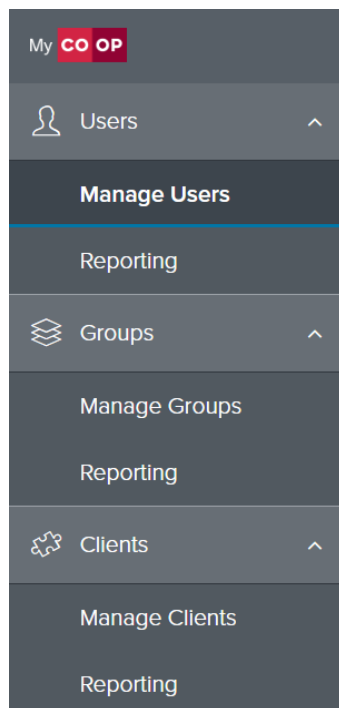 My CO OP
Users
Manage Users
Reporting
Groups
Manage Groups
Reporting
Clients
Manage Clients
Reporting